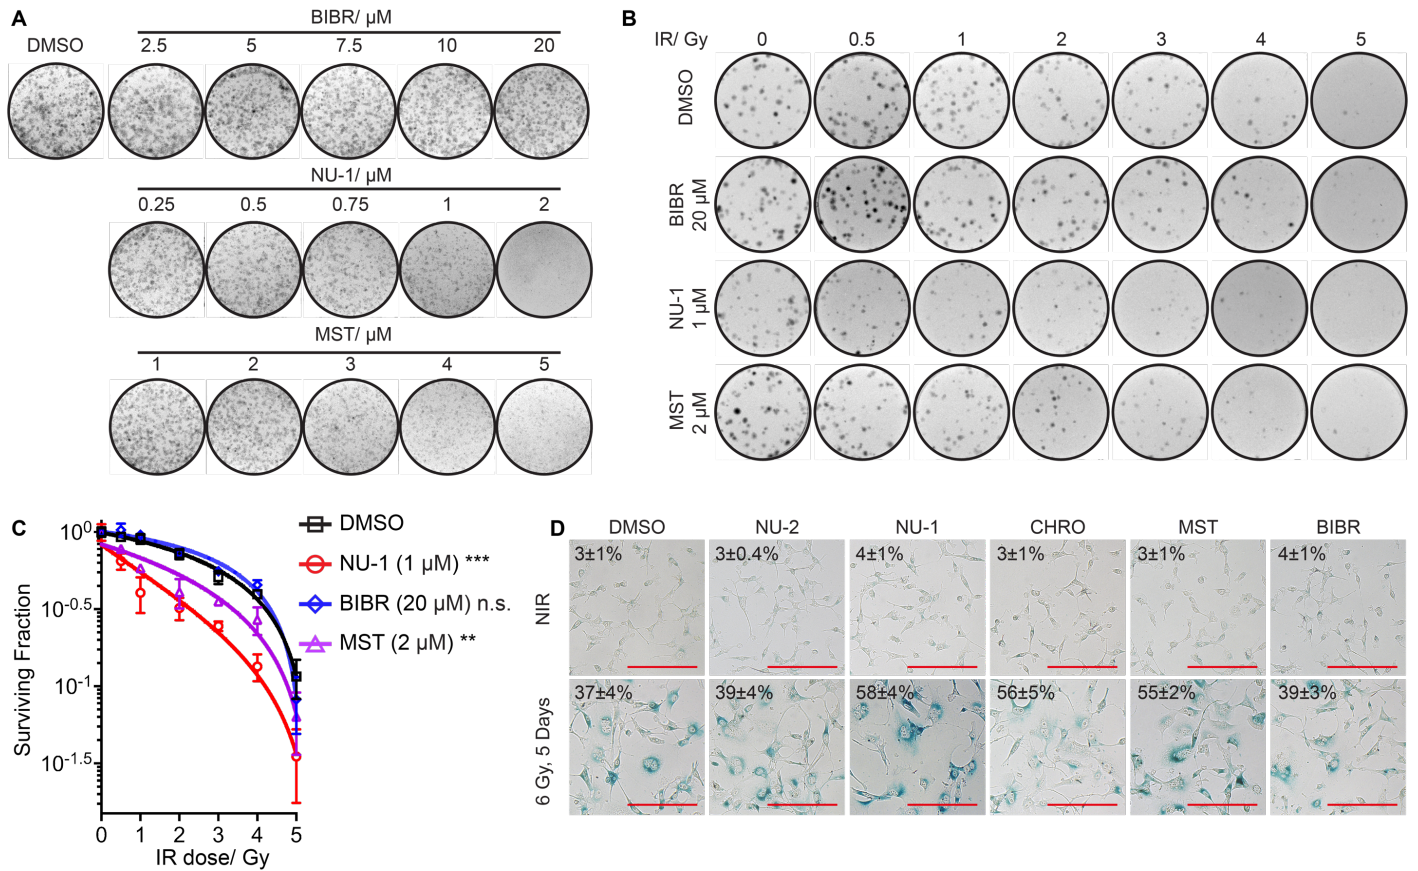 A
BIBR/ µM
DMSO 2.5 5 7.5 10 20
NU-1/ µM
0.25 0.5 0.75 1 2
MST/ µM
1 2 3 4 5
B
IR/ Gy 0 0.5 1 2 3 4 5
DMSO
BIBR
20 µM
NU-1
1 µM
MST
2 µM
C
Surviving Fraction
10^0
10^-0.5
10^-1
10^-1.5
0 1 2 3 4 5
IR dose/ Gy
DMSO
NU-1 (1 µM) ***
BIBR (20 µM) n.s.
MST (2 µM) **
D
DMSO NU-2 NU-1 CHRO MST BIBR
NIR
3±1% 3±0.4% 4±1% 3±1% 3±1% 4±1%
6 Gy, 5 Days
37±4% 39±4% 58±4% 56±5% 55±2% 39±3%